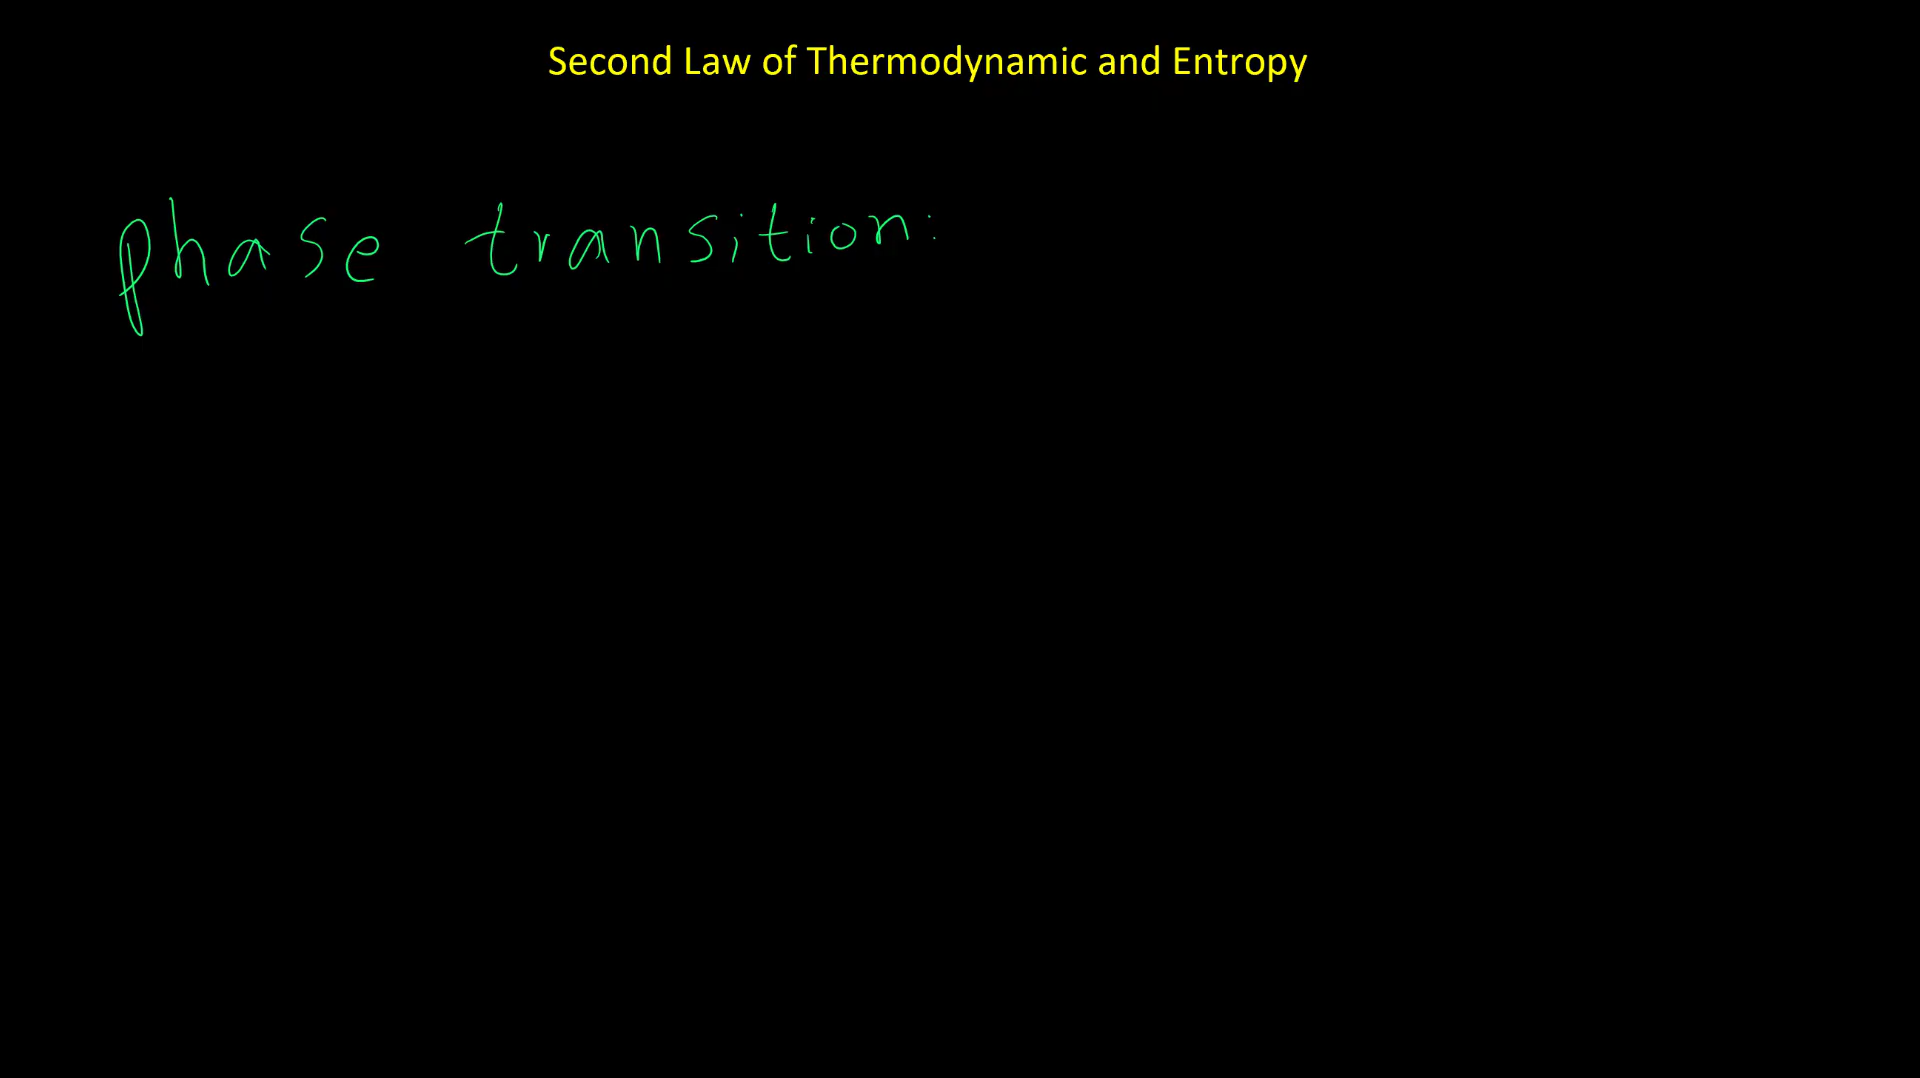 Second Law of Thermodynamic and Entropy
phase transition: